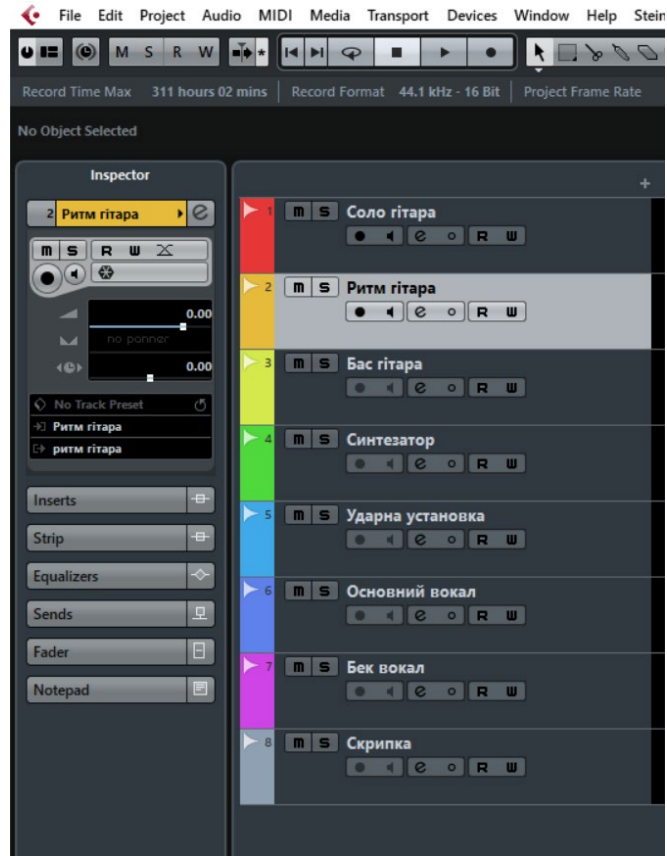 File Edit Project Audio MIDI Media Transport Devices Window Help Stein
M S R W
Record Time Max 311 hours 02 mins Record Format 44.1 kHz - 16 Bit Project Frame Rate
No Object Selected
Inspector
2 Ритм гітара e
m S R W
0.00
no panner
0.00
No Track Preset
Ритм гітара
ритм гітара
Inserts
Strip
Equalizers
Sends
Fader
Notepad
+
1 m S Соло гітара
e R W
2 m S Ритм гітара
e R W
3 m S Бас гітара
e R W
4 m S Синтезатор
e R W
5 m S Ударна установка
e R W
6 m S Основний вокал
e R W
7 m S Бек вокал
e R W
8 m S Скрипка
e R W